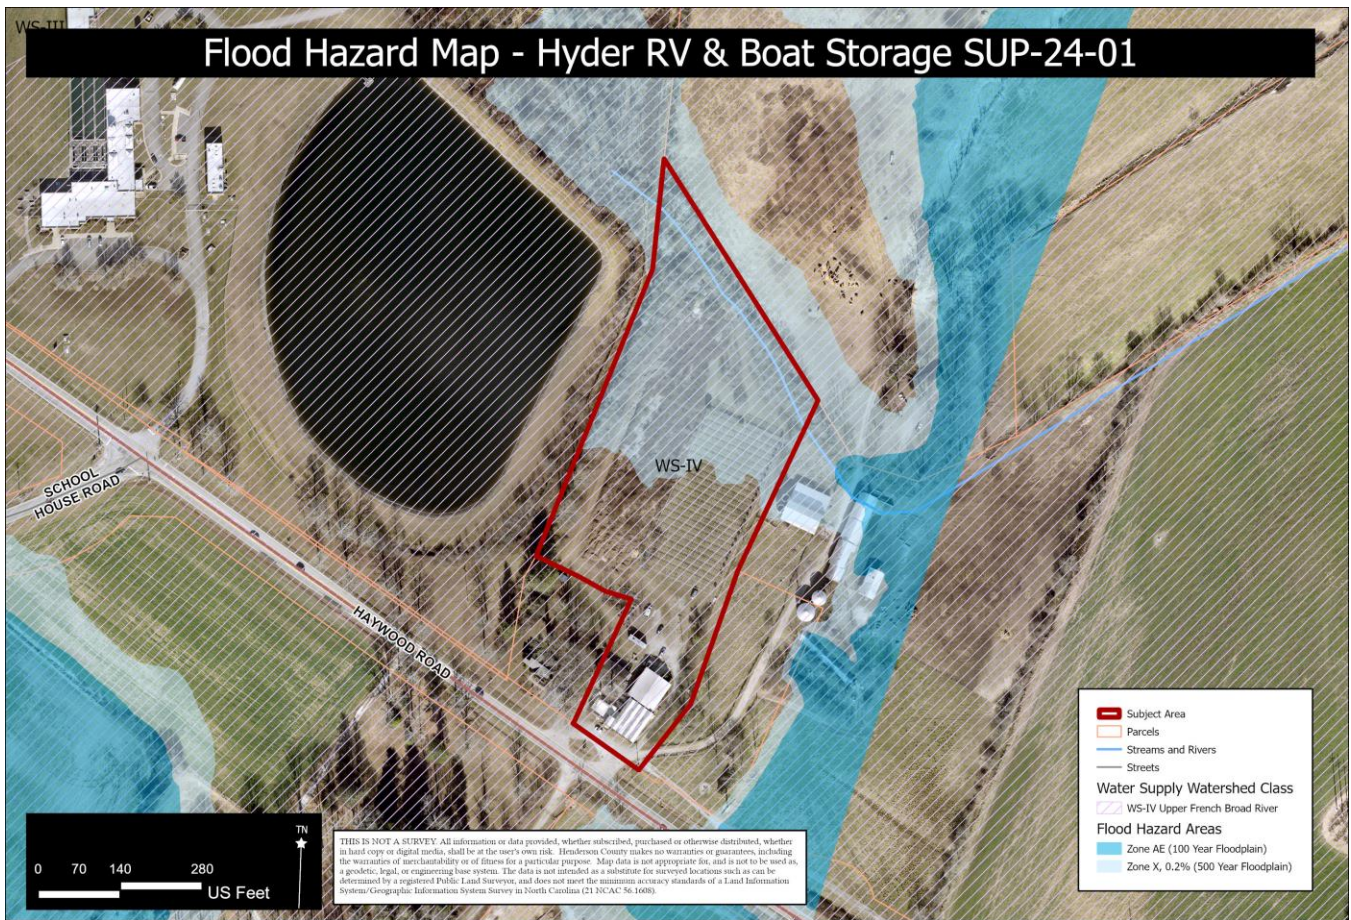 WS-III
Flood Hazard Map - Hyder RV & Boat Storage SUP-24-01
WS-IV
SCHOOL
HOUSE ROAD
HAYWOOD ROAD
Subject Area
Parcels
Streams and Rivers
Streets
Water Supply Watershed Class
WS-IV Upper French Broad River
Flood Hazard Areas
Zone AE (100 Year Floodplain)
Zone X, 0.2% (500 Year Floodplain)
TN
0 70 140 280
US Feet
THIS IS NOT A SURVEY. All information or data provided, whether subscribed, purchased or otherwise distributed, whether
in hard copy or digital media, shall be at the user's own risk. Henderson County makes no warranties or guarantees, including
the warranties of merchantability or of fitness for a particular purpose. Map data is not appropriate for, and is not to be used as,
a geodetic, legal, or engineering base system. The data is not intended as a substitute for surveyed locations such as can be
determined by a registered Public Land Surveyor, and does not meet the minimum accuracy standards of a Land Information
System/Geographic Information System Survey in North Carolina (21 NCAC 56.1608).